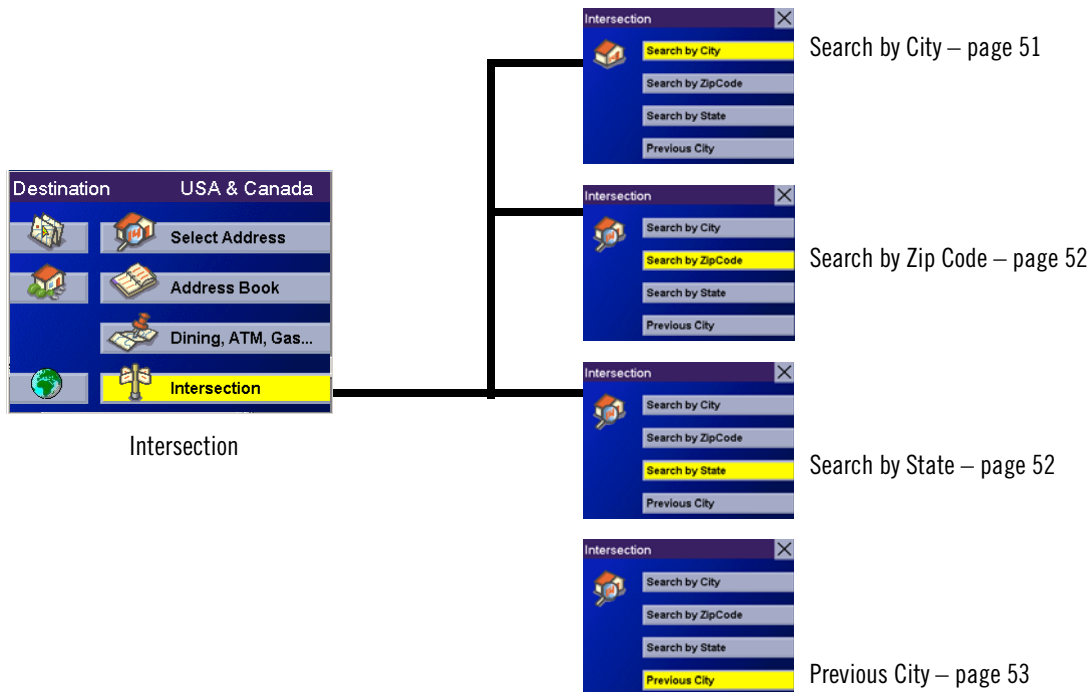 Intersection
Search by City
Search by ZipCode
Search by State
Previous City
Search by City – page 51
Destination USA & Canada
Select Address
Address Book
Dining, ATM, Gas...
Intersection
Intersection
Intersection
Search by City
Search by ZipCode
Search by State
Previous City
Search by Zip Code – page 52
Intersection
Search by City
Search by ZipCode
Search by State
Previous City
Search by State – page 52
Intersection
Search by City
Search by ZipCode
Search by State
Previous City
Previous City – page 53